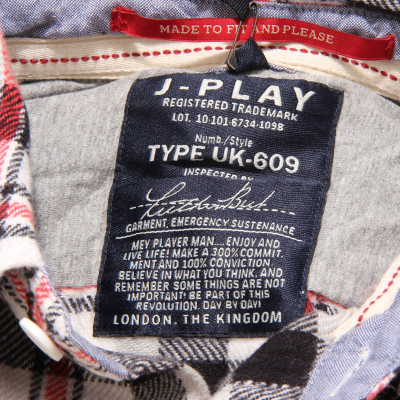 MADE TO FIT AND PLEASE
J-PLAY
REGISTERED TRADEMARK
LOT. 10-101-6734-1098
Numb./Style
TYPE UK-609
INSPECTED BY
GARMENT, EMERGENCY SUSTENANCE
MEY PLAYER MAN.... ENJOY AND
LIVE LIFE! MAKE A 300% COMMIT.
MENT AND 100% CONVICTION.
BELIEVE IN WHAT YOU THINK. AND
REMEMBER SOME THINGS ARE NOT
IMPORTANT! BE PART OF THIS
REVOLUTION. DAY BY DAY!
LONDON. THE KINGDOM